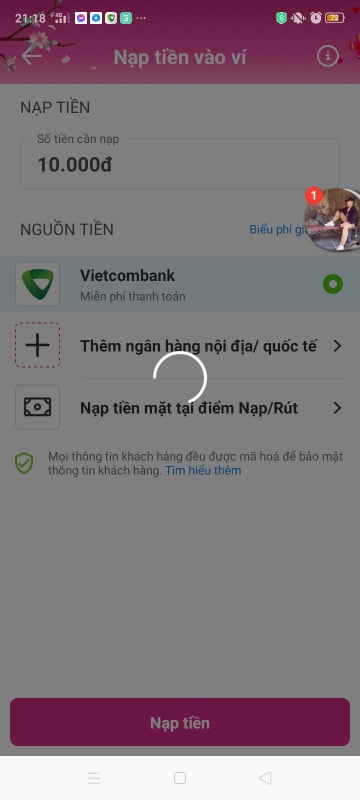 21:18
Nạp tiền vào ví
NẠP TIỀN
Số tiền cần nạp
10.000đ
1
NGUỒN TIỀN
Biểu phí
Vietcombank
Miễn phí thanh toán
Thêm ngân hàng nội địa/ quốc tế
Nạp tiền mặt tại điểm Nạp/Rút
Mọi thông tin khách hàng đều được mã hoá để bảo mật
thông tin khách hàng. Tìm hiểu thêm
Nạp tiền